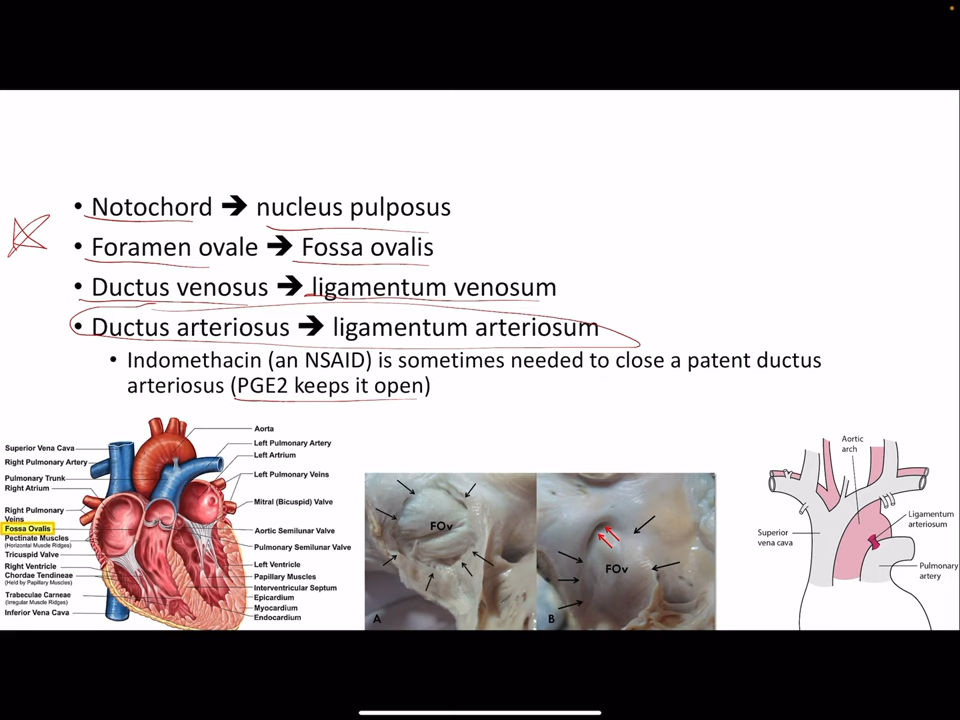 • Notochord → nucleus pulposus
• Foramen ovale → Fossa ovalis
• Ductus venosus → ligamentum venosum
• Ductus arteriosus → ligamentum arteriosum
• Indomethacin (an NSAID) is sometimes needed to close a patent ductus
arteriosus (PGE2 keeps it open)
Superior Vena Cava
Right Pulmonary Artery
Pulmonary Trunk
Right Atrium
Right Pulmonary
Veins
Fossa Ovalis
Pectinate Muscles
(Horizontal Muscle Ridges)
Tricuspid Valve
Right Ventricle
Chordae Tendineae
(Held by Papillary Muscles)
Trabeculae Carneae
(Irregular Muscle Ridges)
Inferior Vena Cava
Aorta
Left Pulmonary Artery
Left Artrium
Left Pulmonary Veins
Mitral (Bicuspid) Valve
Aortic Semilunar Valve
Pulmonary Semilunar Valve
Left Ventricle
Papillary Muscles
Interventricular Septum
Epicardium
Myocardium
Endocardium
FOv
A
FOv
B
Aortic
arch
Superior
vena cava
Ligamentum
arteriosum
Pulmonary
artery